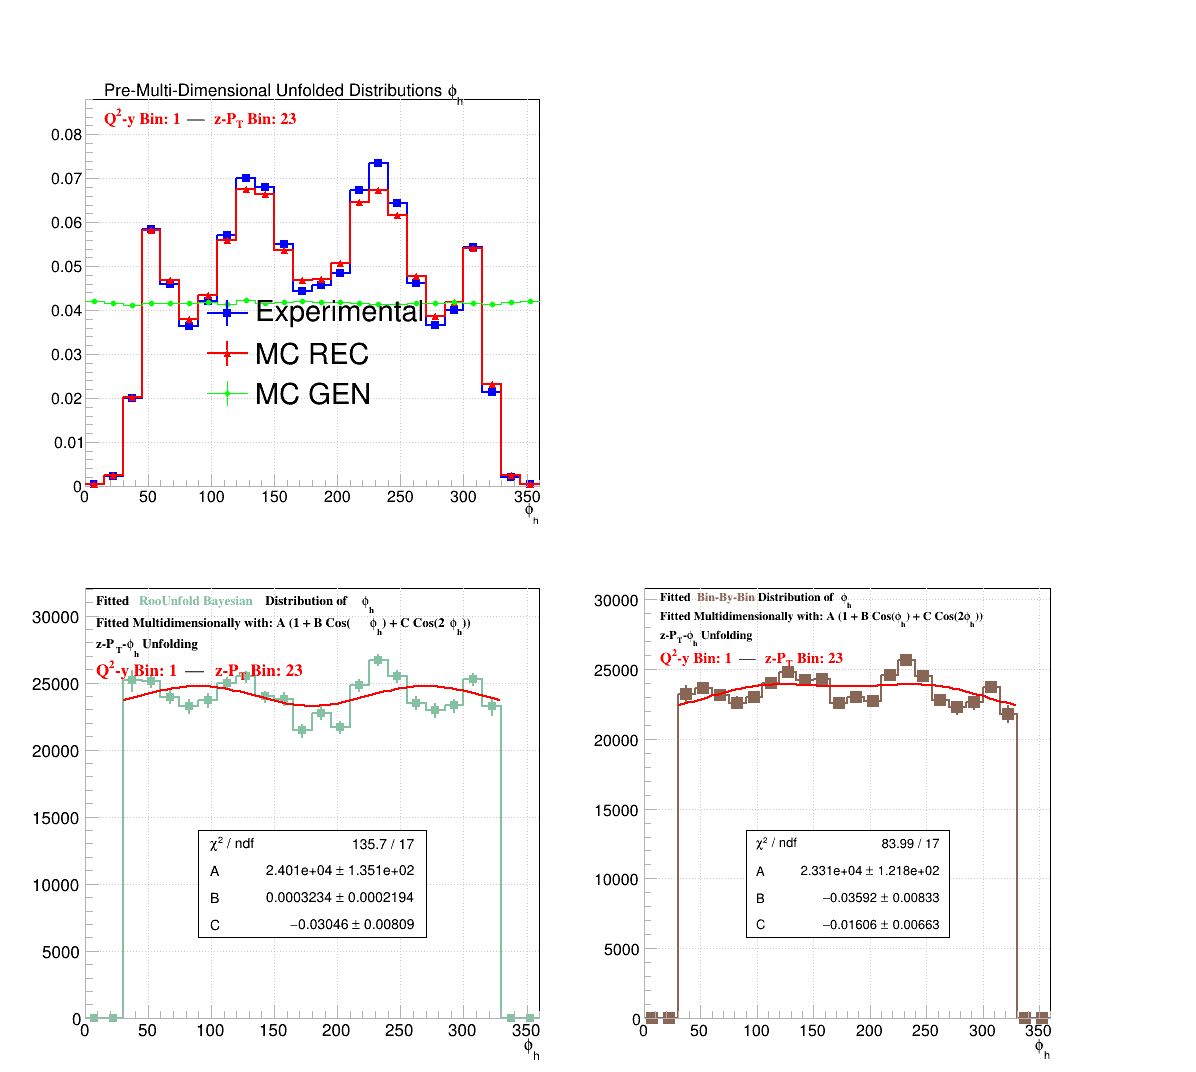 Pre-Multi-Dimensional Unfolded Distributions ϕh
Q2-y Bin: 1 — z-PT Bin: 23
0.08
0.07
0.06
0.05
0.04
0.03
0.02
0.01
0
Experimental
MC REC
MC GEN
0 50 100 150 200 250 300 350
ϕh
Fitted RooUnfold Bayesian Distribution of ϕh
Fitted Multidimensionally with: A (1 + B Cos( ϕh) + C Cos(2 ϕh))
z-PT-ϕh Unfolding
Q2-y Bin: 1 — z-PT Bin: 23
30000
25000
20000
15000
10000
5000
0
χ2 / ndf 135.7 / 17
A 2.401e+04 ± 1.351e+02
B 0.0003234 ± 0.0002194
C −0.03046 ± 0.00809
0 50 100 150 200 250 300 350
ϕh
Fitted Bin-By-Bin Distribution of ϕh
Fitted Multidimensionally with: A (1 + B Cos(ϕh) + C Cos(2ϕh))
z-PT-ϕh Unfolding
Q2-y Bin: 1 — z-PT Bin: 23
30000
25000
20000
15000
10000
5000
0
χ2 / ndf 83.99 / 17
A 2.331e+04 ± 1.218e+02
B −0.03592 ± 0.00833
C −0.01606 ± 0.00663
0 50 100 150 200 250 300 350
ϕh